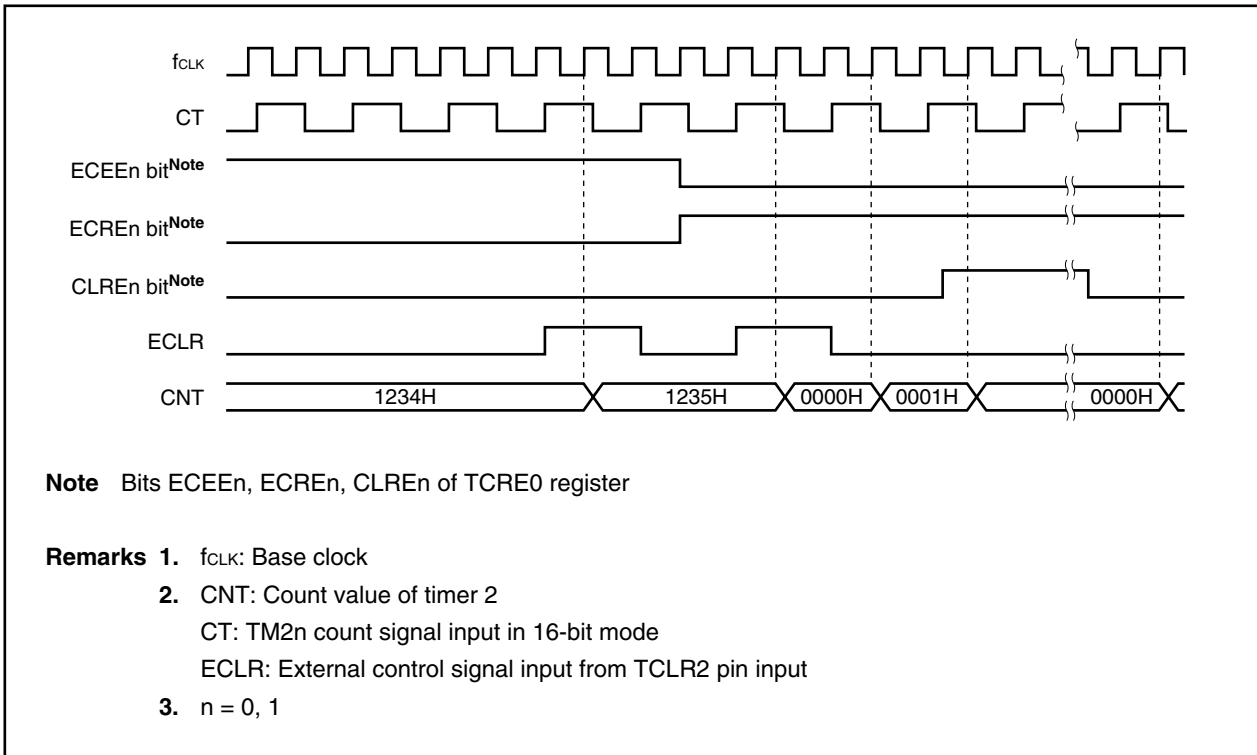 fCLK
CT
ECEEn bitNote
ECREn bitNote
CLREn bitNote
ECLR
CNT 1234H 1235H 0000H 0001H 0000H
Note Bits ECEEn, ECREn, CLREn of TCRE0 register
Remarks 1. fCLK: Base clock
2. CNT: Count value of timer 2
CT: TM2n count signal input in 16-bit mode
ECLR: External control signal input from TCLR2 pin input
3. n = 0, 1